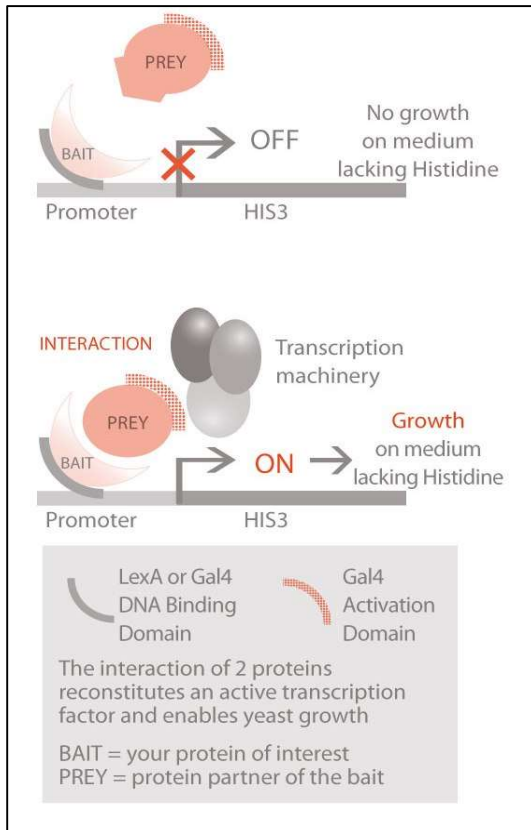 PREY
BAIT
OFF
No growth
on medium
lacking Histidine
Promoter
HIS3
INTERACTION
Transcription
machinery
PREY
BAIT
ON
Growth
on medium
lacking Histidine
Promoter
HIS3
LexA or Gal4
DNA Binding
Domain
Gal4
Activation
Domain
The interaction of 2 proteins
reconstitutes an active transcription
factor and enables yeast growth
BAIT = your protein of interest
PREY = protein partner of the bait